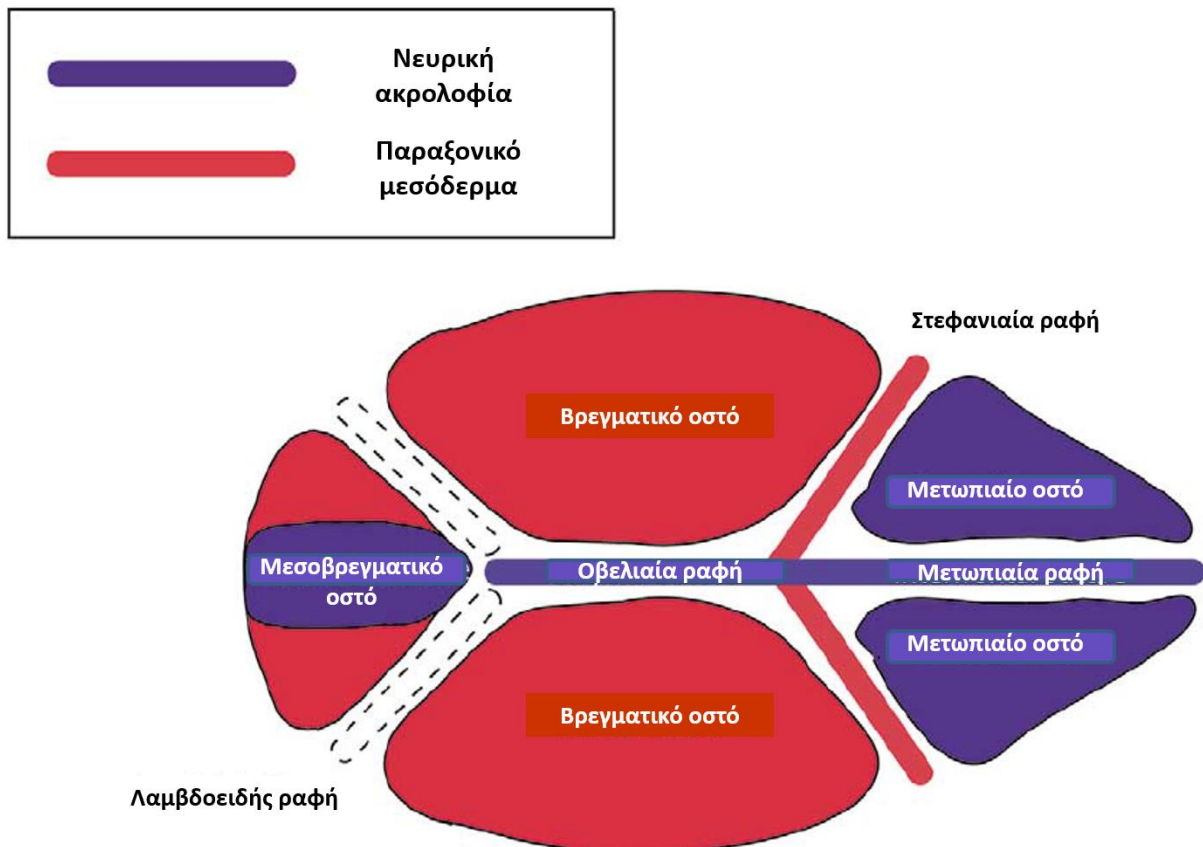 Νευρική
ακρολοφία
Παραξονικό
μεσόδερμα
Στεφανιαία ραφή
Βρεγματικό οστό
Μετωπιαίο οστό
Μεσοβρεγματικό
οστό
Οβελιαία ραφή
Μετωπιαία ραφή
Μετωπιαίο οστό
Βρεγματικό οστό
Λαμβδοειδής ραφή